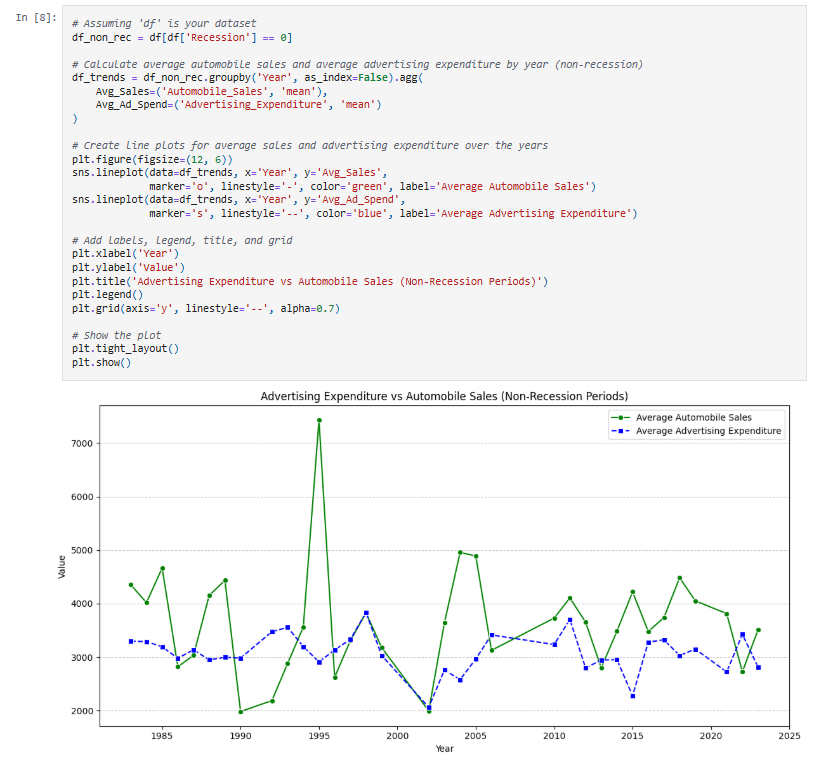 In [8]:
# Assuming 'df' is your dataset
df_non_rec = df[df['Recession'] == 0]
# Calculate average automobile sales and average advertising expenditure by year (non-recession)
df_trends = df_non_rec.groupby('Year', as_index=False).agg(
    Avg_Sales=('Automobile_Sales', 'mean'),
    Avg_Ad_Spend=('Advertising_Expenditure', 'mean')
)
# Create line plots for average sales and advertising expenditure over the years
plt.figure(figsize=(12, 6))
sns.lineplot(data=df_trends, x='Year', y='Avg_Sales',
             marker='o', linestyle='-', color='green', label='Average Automobile Sales')
sns.lineplot(data=df_trends, x='Year', y='Avg_Ad_Spend',
             marker='s', linestyle='--', color='blue', label='Average Advertising Expenditure')
# Add labels, legend, title, and grid
plt.xlabel('Year')
plt.ylabel('Value')
plt.title('Advertising Expenditure vs Automobile Sales (Non-Recession Periods)')
plt.legend()
plt.grid(axis='y', linestyle='--', alpha=0.7)
# Show the plot
plt.tight_layout()
plt.show()
Advertising Expenditure vs Automobile Sales (Non-Recession Periods)
Average Automobile Sales
Average Advertising Expenditure
7000
6000
5000
4000
3000
2000
Value
1985 1990 1995 2000 2005 2010 2015 2020 2025
Year